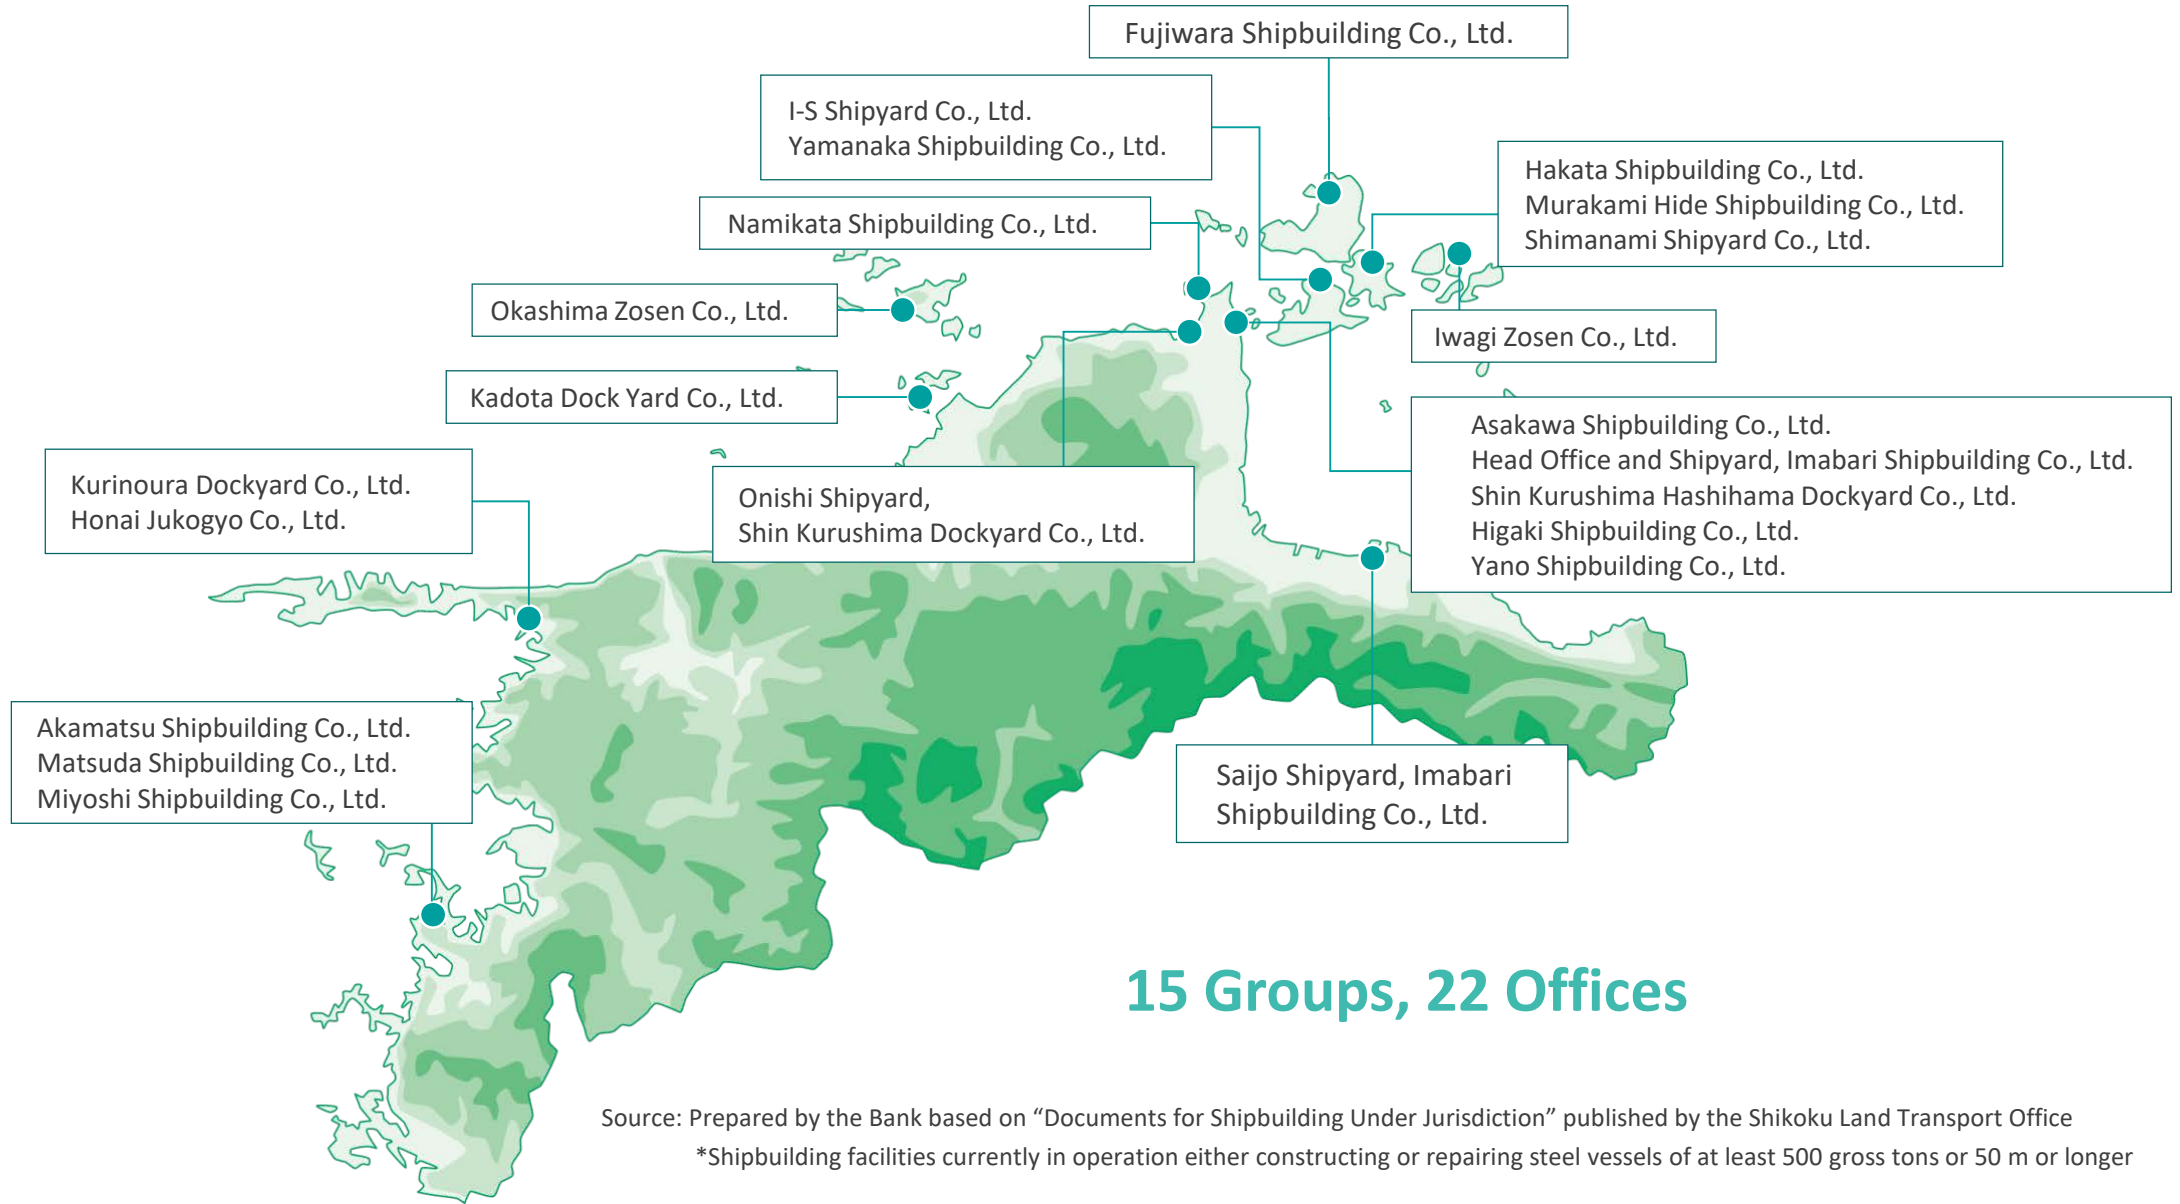 Fujiwara Shipbuilding Co., Ltd.
I-S Shipyard Co., Ltd.
Yamanaka Shipbuilding Co., Ltd.
Hakata Shipbuilding Co., Ltd.
Murakami Hide Shipbuilding Co., Ltd.
Shimanami Shipyard Co., Ltd.
Namikata Shipbuilding Co., Ltd.
Okashima Zosen Co., Ltd.
Iwagi Zosen Co., Ltd.
Kadota Dock Yard Co., Ltd.
Asakawa Shipbuilding Co., Ltd.
Head Office and Shipyard, Imabari Shipbuilding Co., Ltd.
Shin Kurushima Hashihama Dockyard Co., Ltd.
Higaki Shipbuilding Co., Ltd.
Yano Shipbuilding Co., Ltd.
Kurinoura Dockyard Co., Ltd.
Honai Jukogyo Co., Ltd.
Onishi Shipyard,
Shin Kurushima Dockyard Co., Ltd.
Akamatsu Shipbuilding Co., Ltd.
Matsuda Shipbuilding Co., Ltd.
Miyoshi Shipbuilding Co., Ltd.
Saijo Shipyard, Imabari
Shipbuilding Co., Ltd.
15 Groups, 22 Offices
Source: Prepared by the Bank based on “Documents for Shipbuilding Under Jurisdiction” published by the Shikoku Land Transport Office
*Shipbuilding facilities currently in operation either constructing or repairing steel vessels of at least 500 gross tons or 50 m or longer